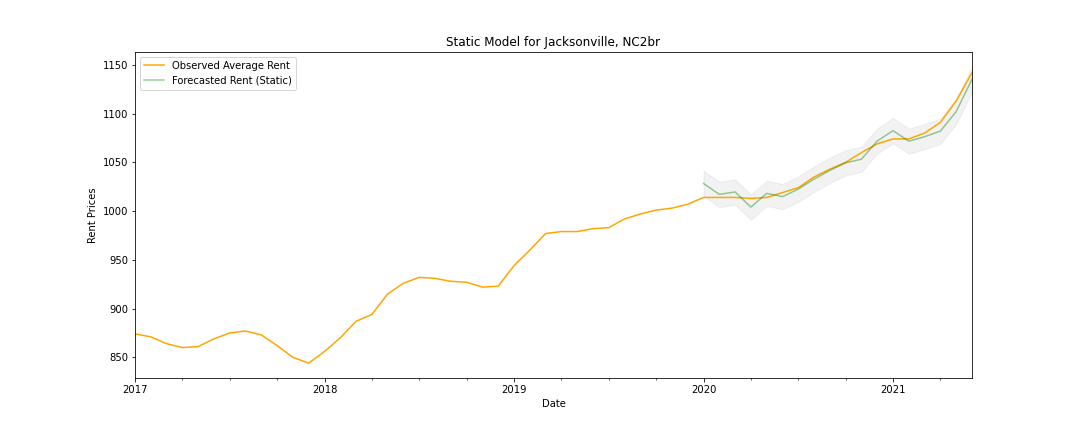 Static Model for Jacksonville, NC2br
Observed Average Rent
Forecasted Rent (Static)
Rent Prices
1150
1100
1050
1000
950
900
850
2017
2018
2019
2020
2021
Date